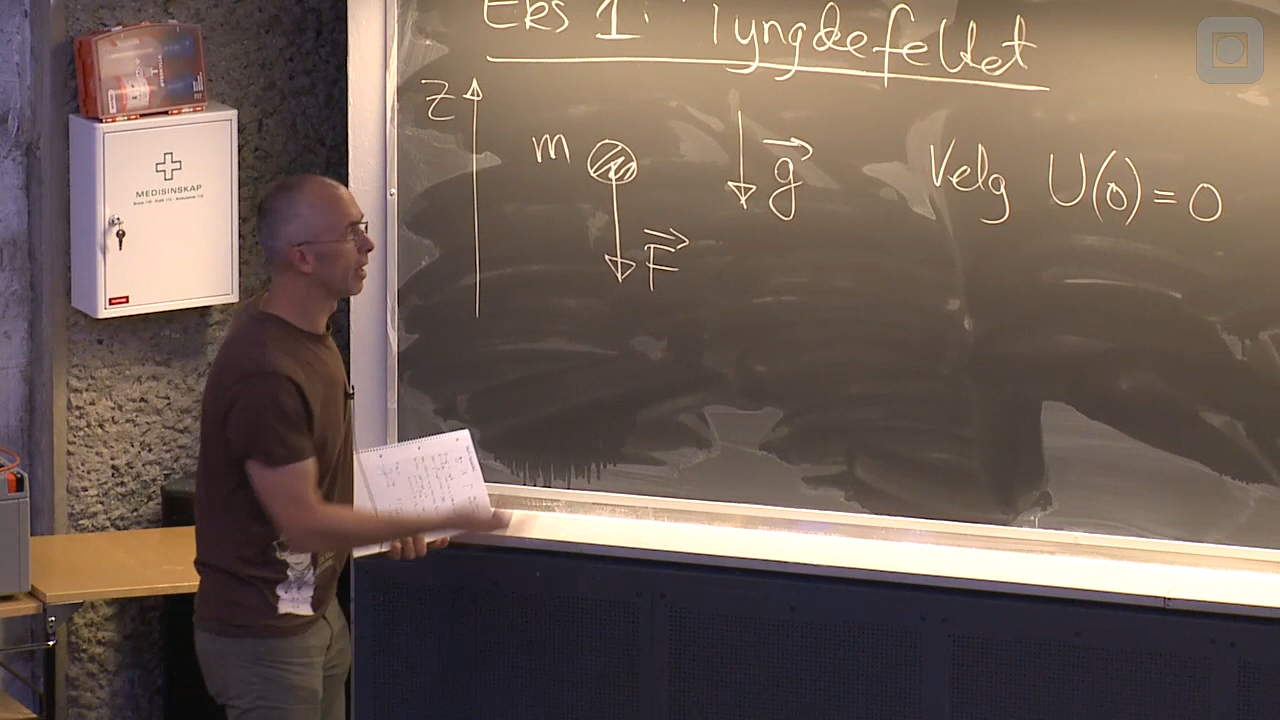 Eks 1: Tyngdefeltet
z
m
g
Velg U(0) = 0
F
MEDISINSKAP